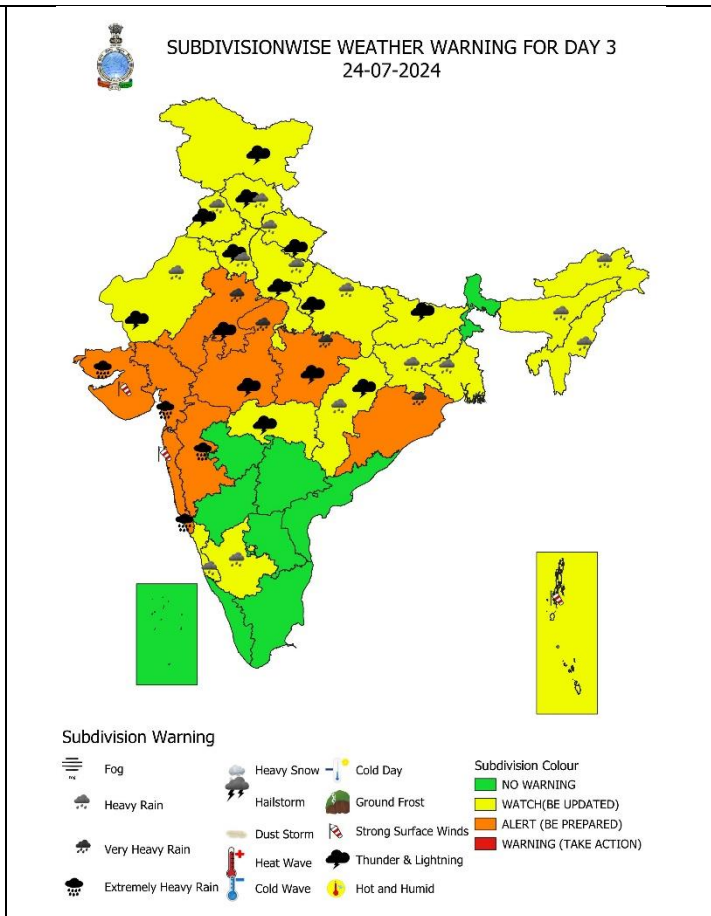 SUBDIVISIONWISE WEATHER WARNING FOR DAY 3
24-07-2024
Subdivision Warning
Fog
Fog
Heavy Rain
Very Heavy Rain
Extremely Heavy Rain
Heavy Snow
Hailstorm
Dust Storm
Heat Wave
Cold Wave
Cold Day
Ground Frost
Strong Surface Winds
Thunder & Lightning
Hot and Humid
Subdivision Colour
NO WARNING
WATCH(BE UPDATED)
ALERT (BE PREPARED)
WARNING (TAKE ACTION)